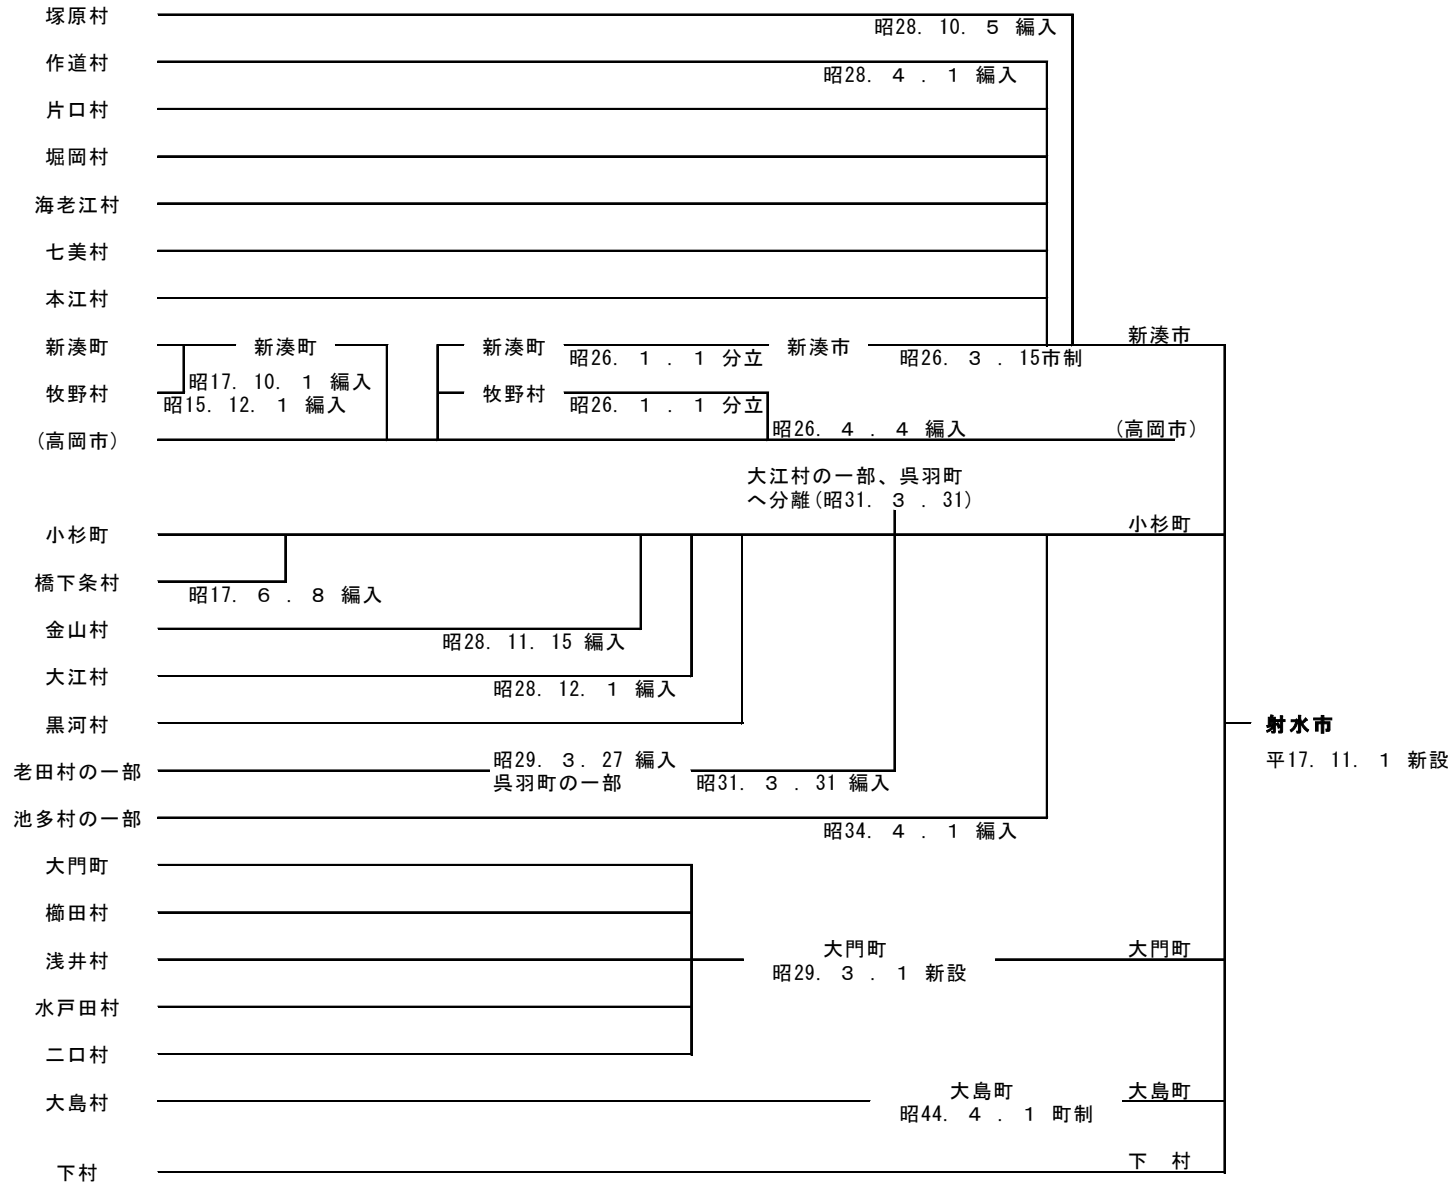 塚原村
昭28. 10. 5 編入
作道村
昭28. 4 . 1 編入
片口村
堀岡村
海老江村
七美村
本江村
新湊市
新湊町 新湊町 新湊町 新湊市
昭26. 1 . 1 分立 昭26. 3 . 15市制
昭17. 10. 1 編入
牧野村 牧野村
昭15. 12. 1 編入 昭26. 1 . 1 分立
昭26. 4 . 4 編入
(高岡市) (高岡市)
大江村の一部、呉羽町
へ分離(昭31. 3 . 31)
小杉町 小杉町
橋下条村
昭17. 6 . 8 編入
金山村
昭28. 11. 15 編入
大江村
昭28. 12. 1 編入
黒河村
射水市
平17. 11. 1 新設
昭29. 3. 27 編入
老田村の一部
呉羽町の一部 昭31. 3 . 31 編入
池多村の一部
昭34. 4 . 1 編入
大門町
櫛田村
浅井村
大門町 大門町
昭29. 3 . 1 新設
水戸田村
二口村
大島村 大島町 大島町
昭44. 4 . 1 町制
下村 下 村